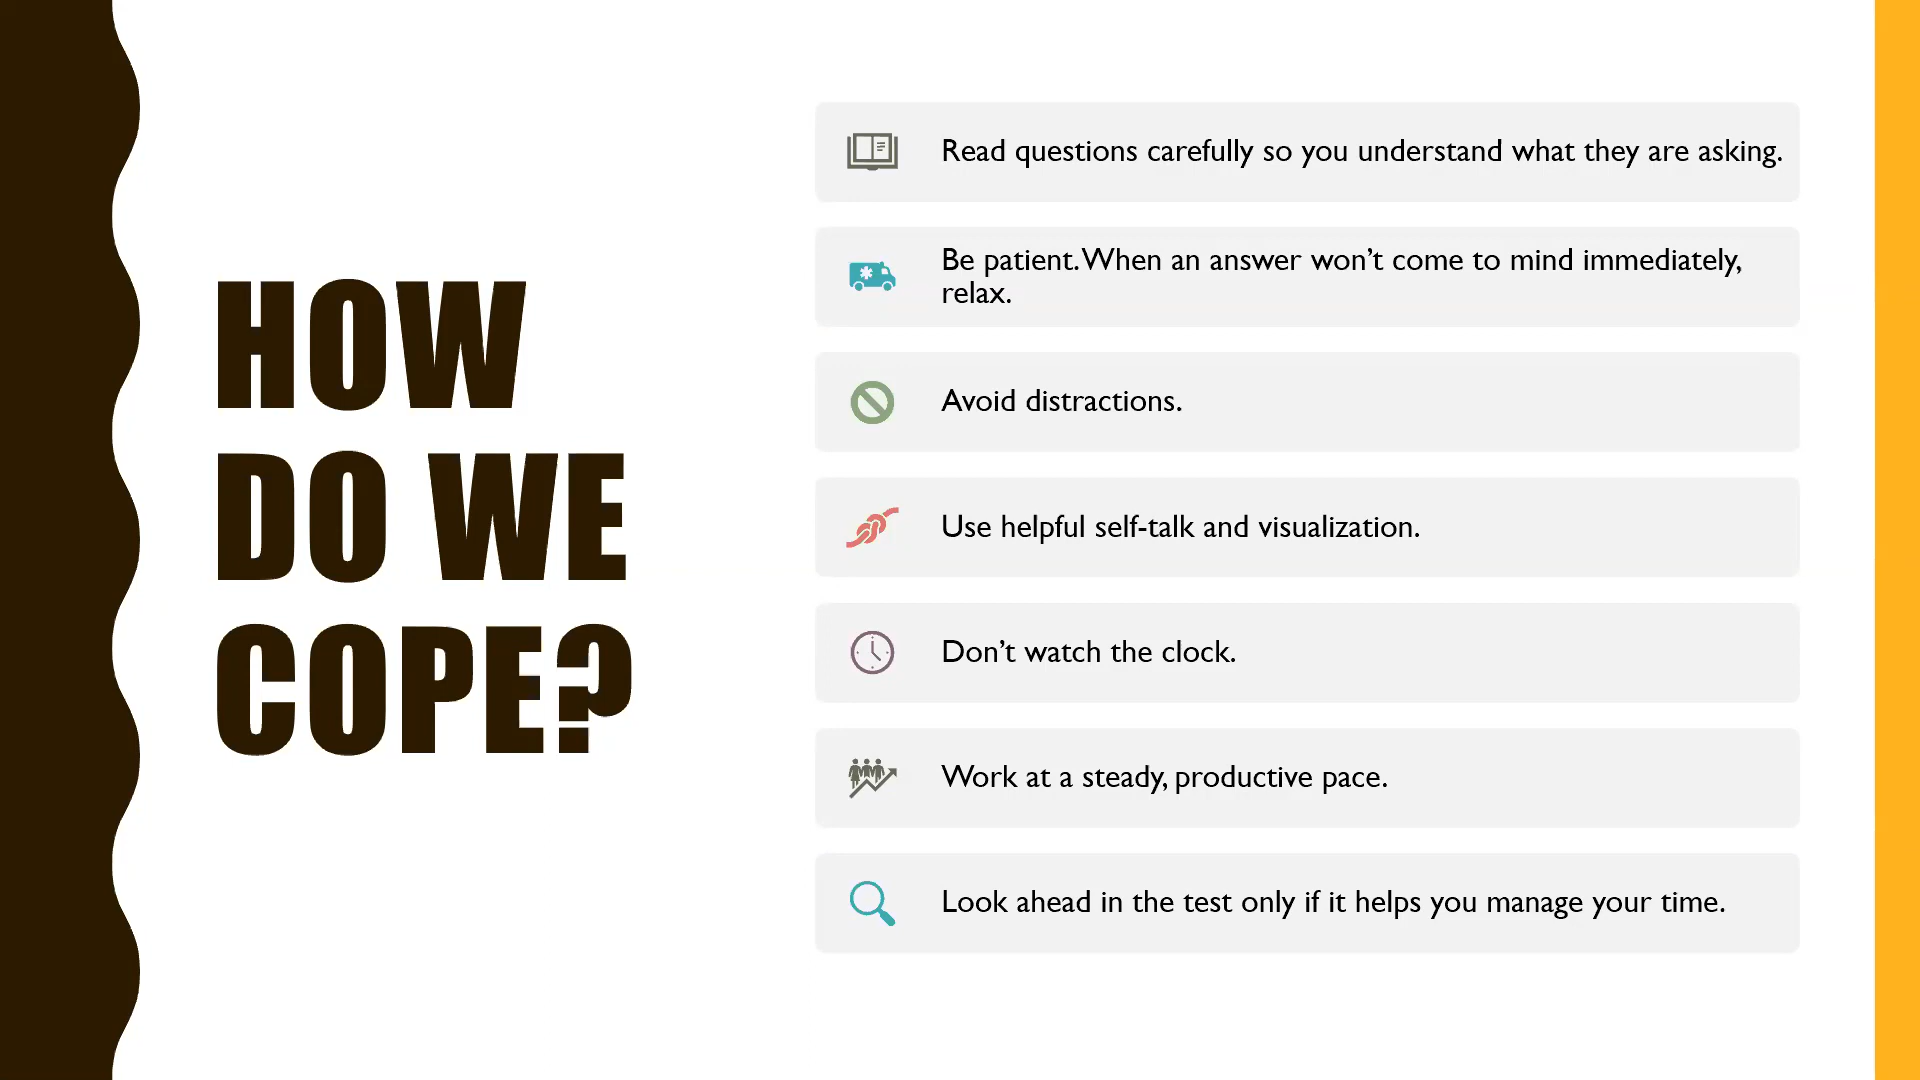 HOW
DO WE
COPE?
Read questions carefully so you understand what they are asking.
Be patient. When an answer won’t come to mind immediately,
relax.
Avoid distractions.
Use helpful self-talk and visualization.
Don’t watch the clock.
Work at a steady, productive pace.
Look ahead in the test only if it helps you manage your time.